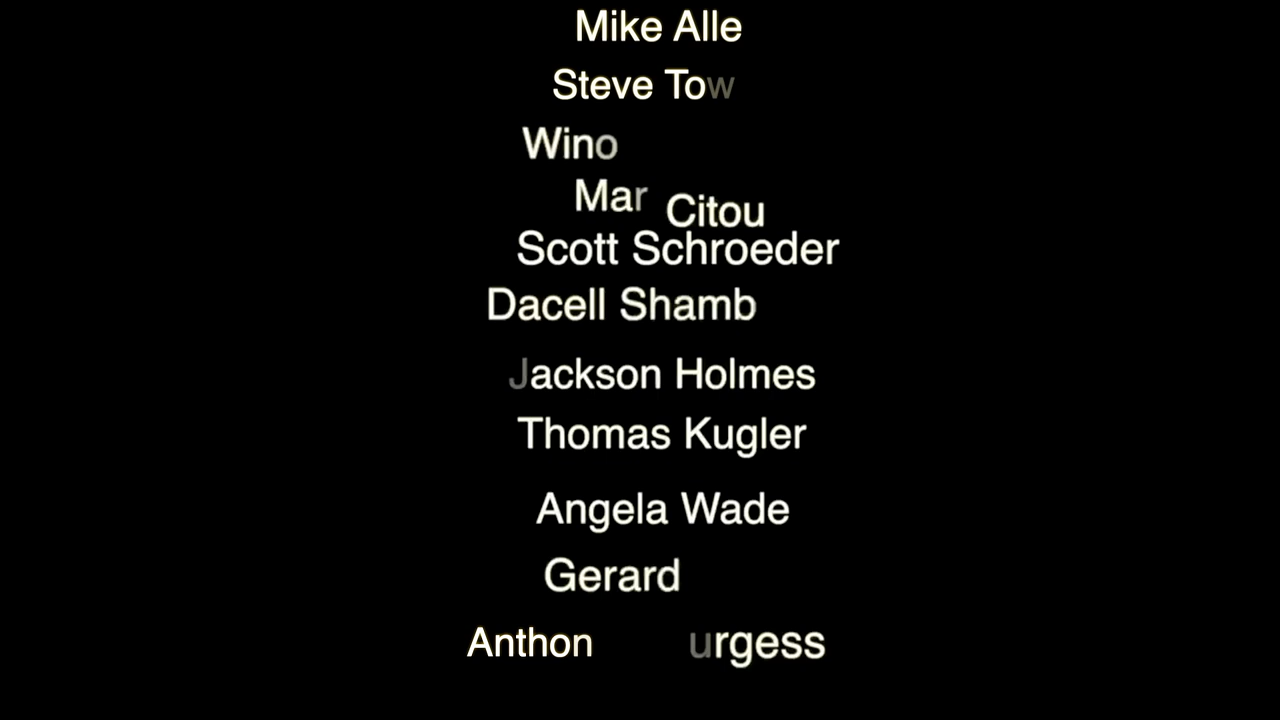 Mike Alle
Steve Tow
Wino
Mar Citou
Scott Schroeder
Dacell Shamb
Jackson Holmes
Thomas Kugler
Angela Wade
Gerard
Anthon urgess